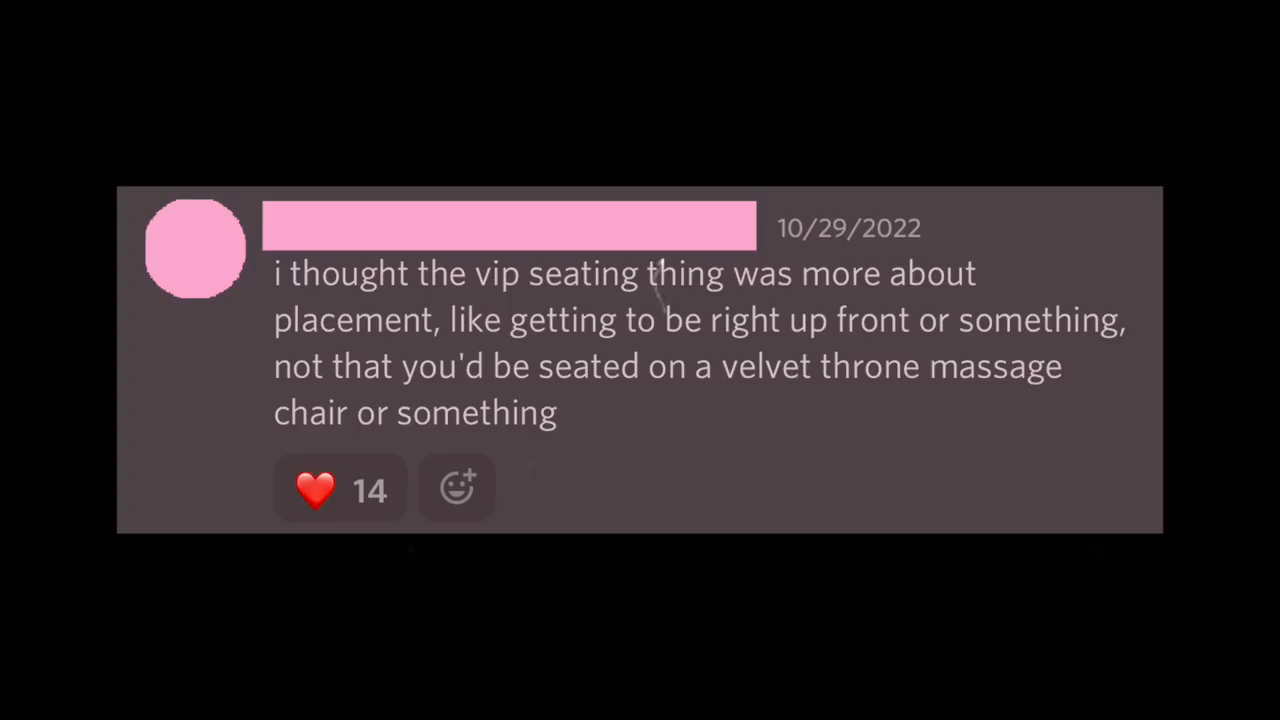 10/29/2022
i thought the vip seating thing was more about
placement, like getting to be right up front or something,
not that you'd be seated on a velvet throne massage
chair or something
❤️ 14